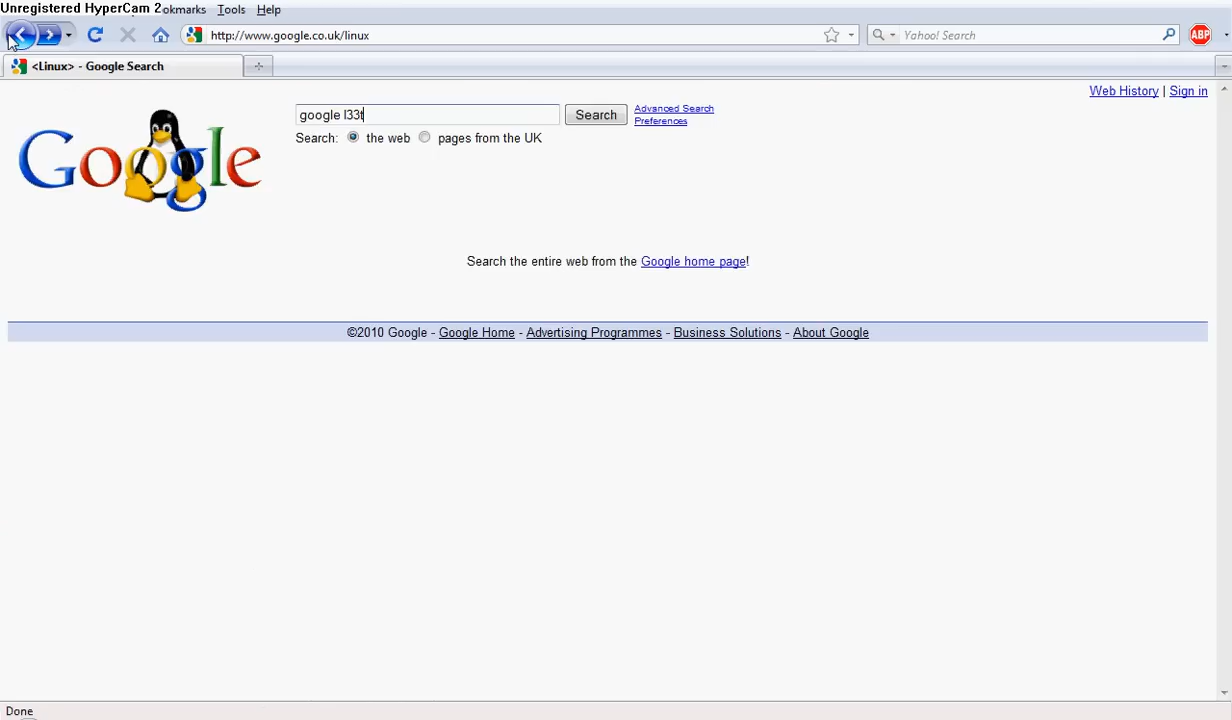 Unregistered HyperCam 2
okmarks Tools Help
http://www.google.co.uk/linux
Yahoo! Search
ABP
<Linux> - Google Search
Web History | Sign in
Google
google l33t
Search
Advanced Search
Preferences
Search: the web pages from the UK
Search the entire web from the Google home page!
©2010 Google - Google Home - Advertising Programmes - Business Solutions - About Google
Done